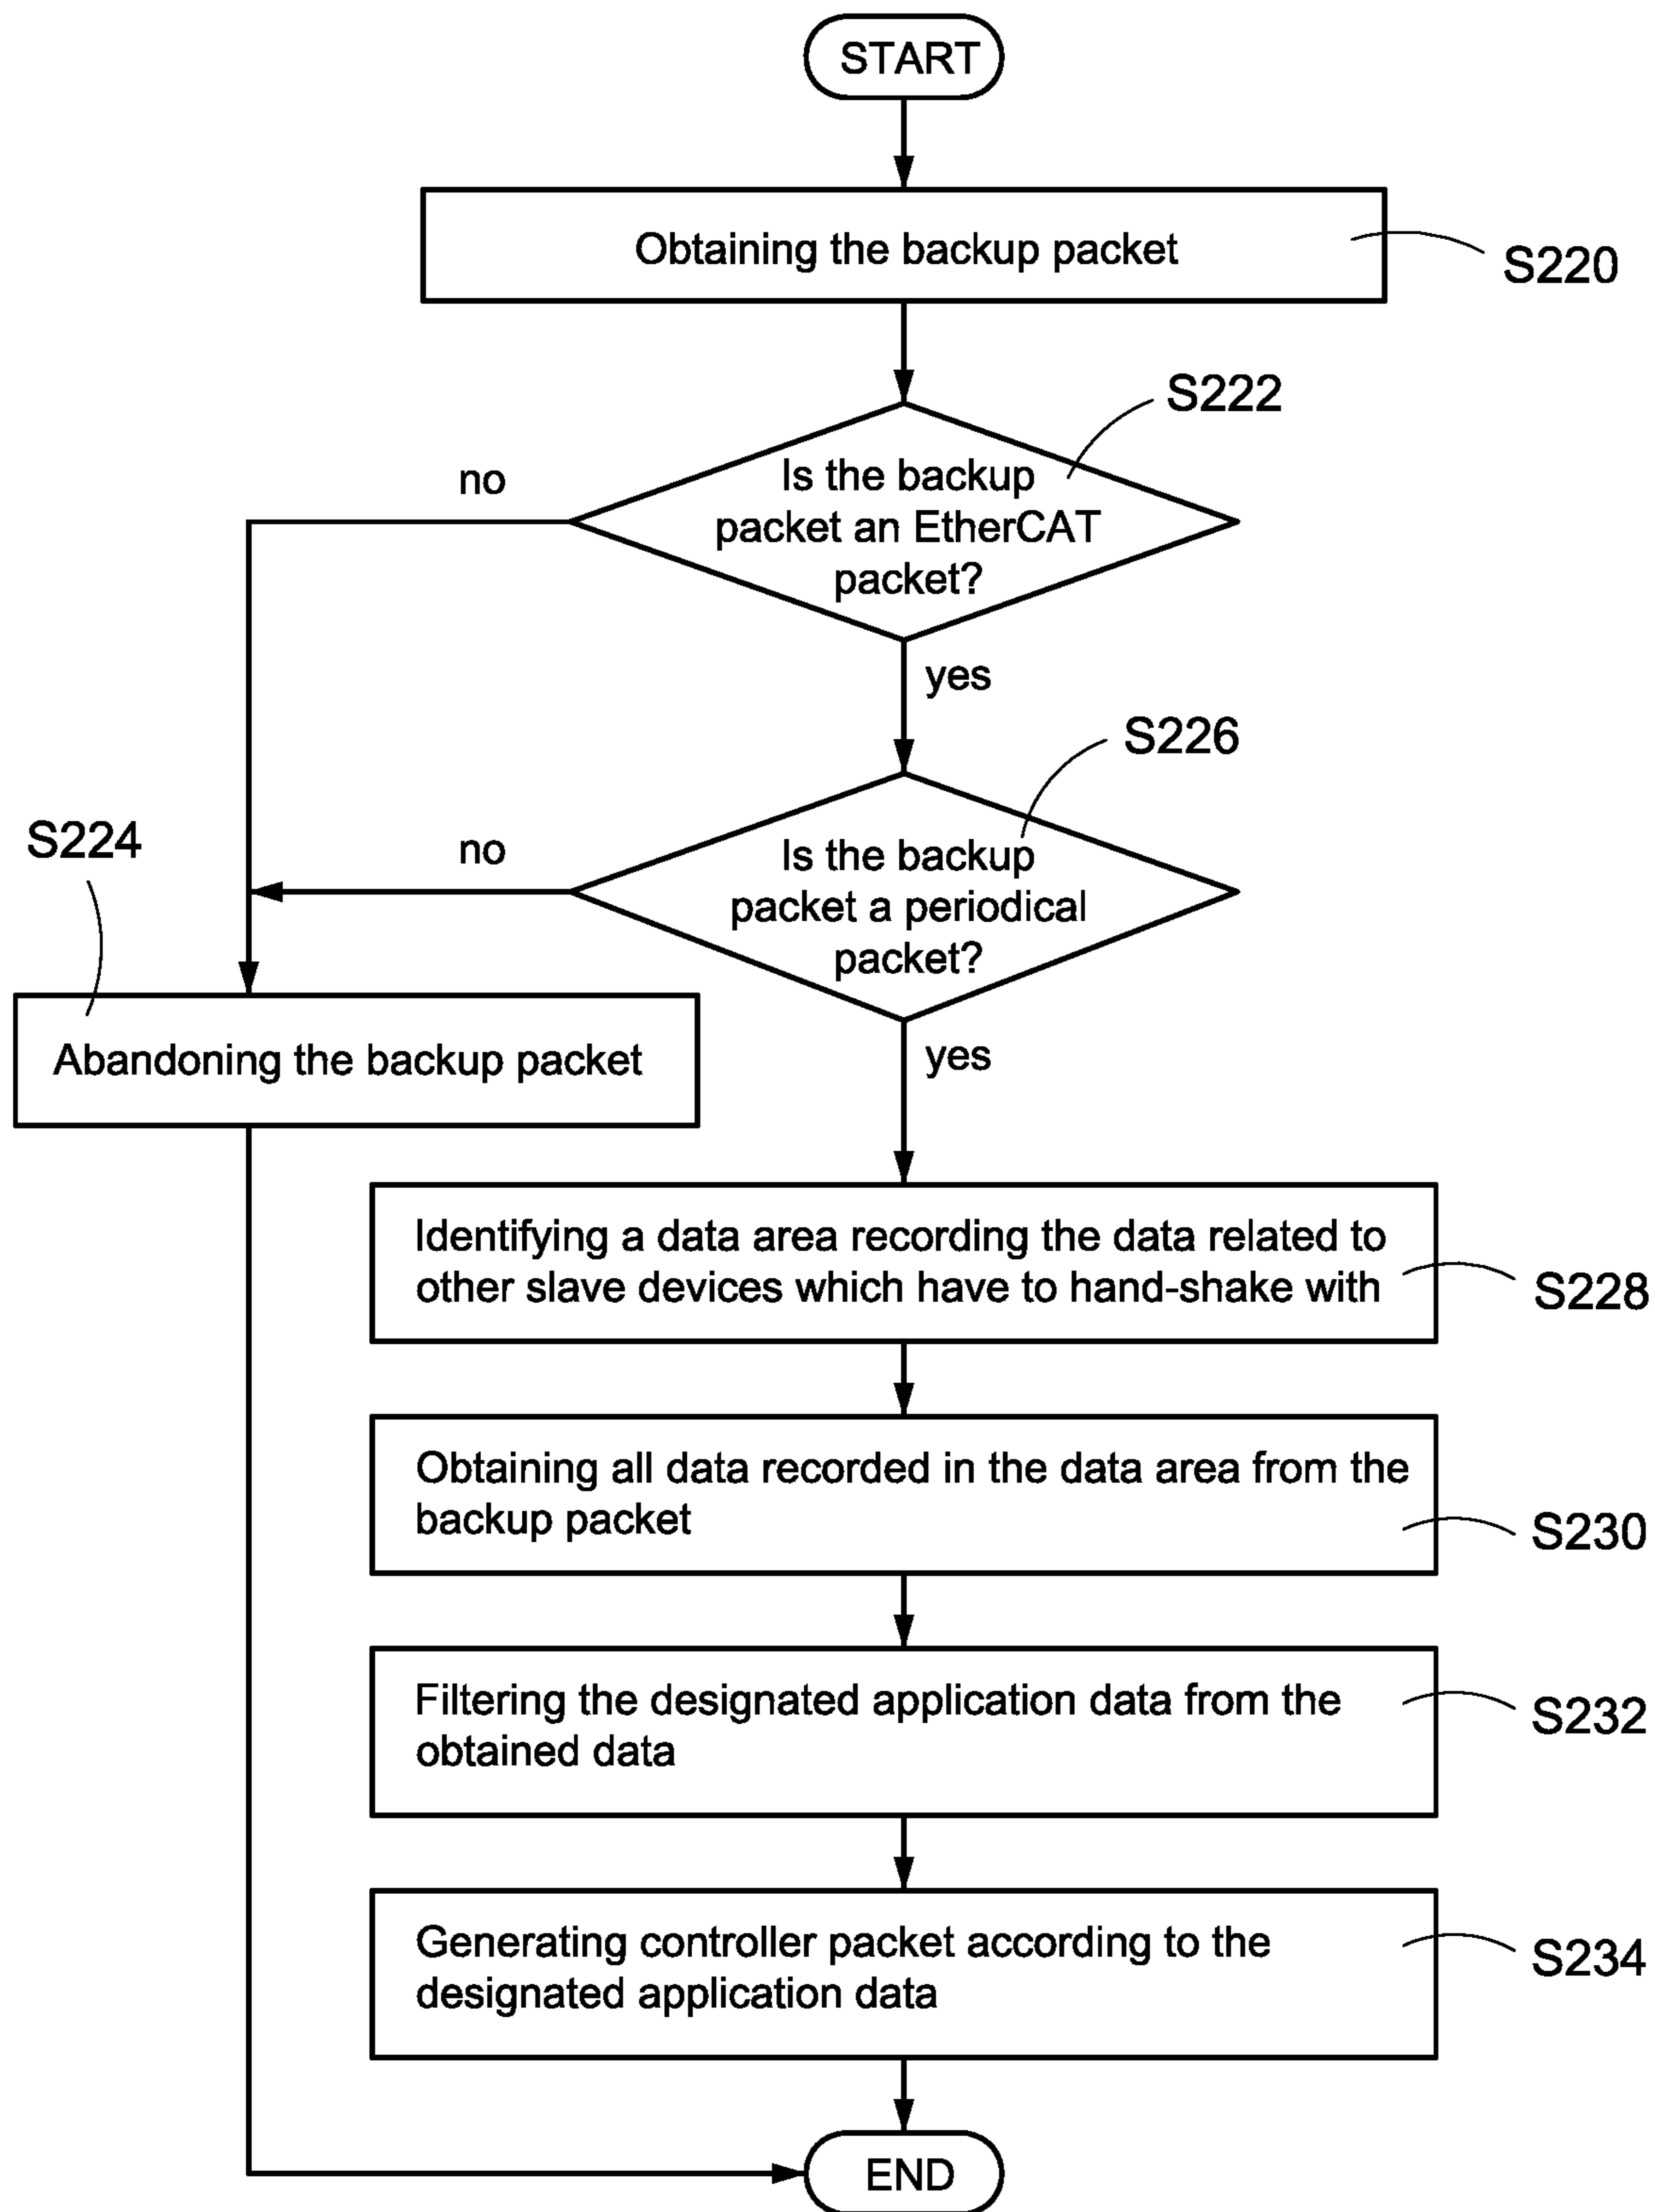 START
Obtaining the backup packet
S220
S222
Is the backup
packet an EtherCAT
packet?
no
yes
S226
Is the backup
packet a periodical
packet?
no
yes
S224
Abandoning the backup packet
Identifying a data area recording the data related to
other slave devices which have to hand-shake with
S228
Obtaining all data recorded in the data area from the
backup packet
S230
Filtering the designated application data from the
obtained data
S232
Generating controller packet according to the
designated application data
S234
END